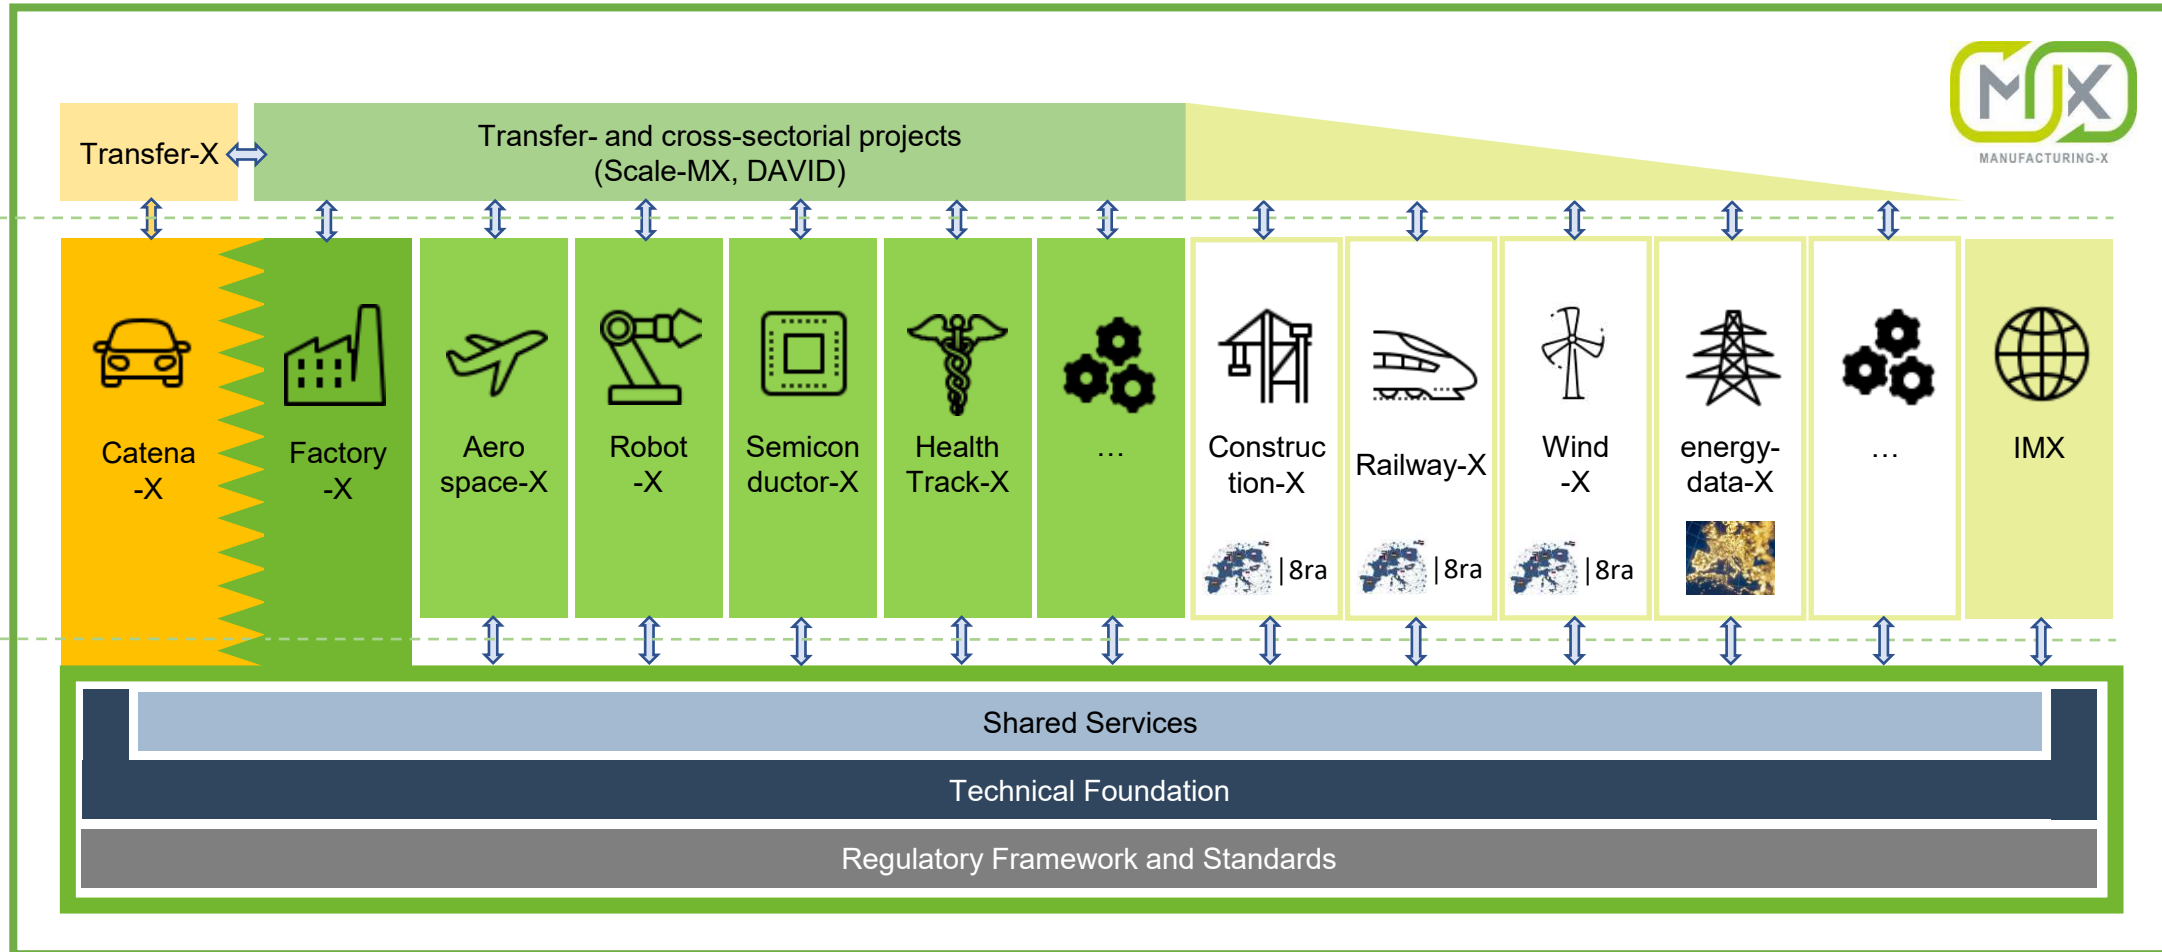 MX
MANUFACTURING-X
Transfer-X
Transfer- and cross-sectorial projects
(Scale-MX, DAVID)
Catena
-X
Factory
-X
Aero
space-X
Robot
-X
Semicon
ductor-X
Health
Track-X
...
Construc
tion-X
|8ra
Railway-X
|8ra
Wind
-X
|8ra
energy-
data-X
...
IMX
Shared Services
Technical Foundation
Regulatory Framework and Standards